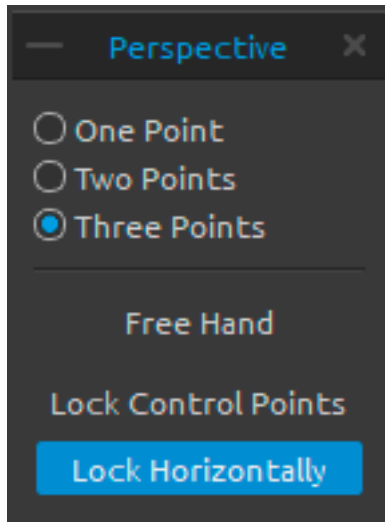 Perspective
One Point
Two Points
Three Points
Free Hand
Lock Control Points
Lock Horizontally